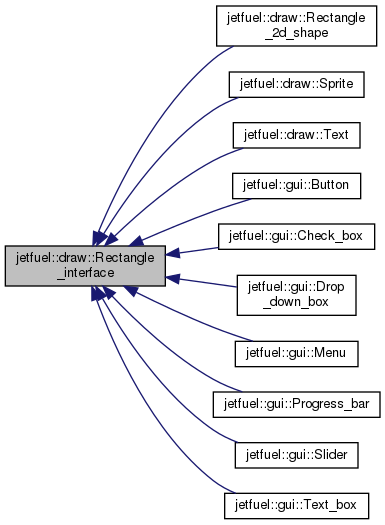 jetfuel::draw::Rectangle
_2d_shape
jetfuel::draw::Sprite
jetfuel::draw::Text
jetfuel::gui::Button
jetfuel::gui::Check_box
jetfuel::draw::Rectangle
_interface
jetfuel::gui::Drop
_down_box
jetfuel::gui::Menu
jetfuel::gui::Progress_bar
jetfuel::gui::Slider
jetfuel::gui::Text_box